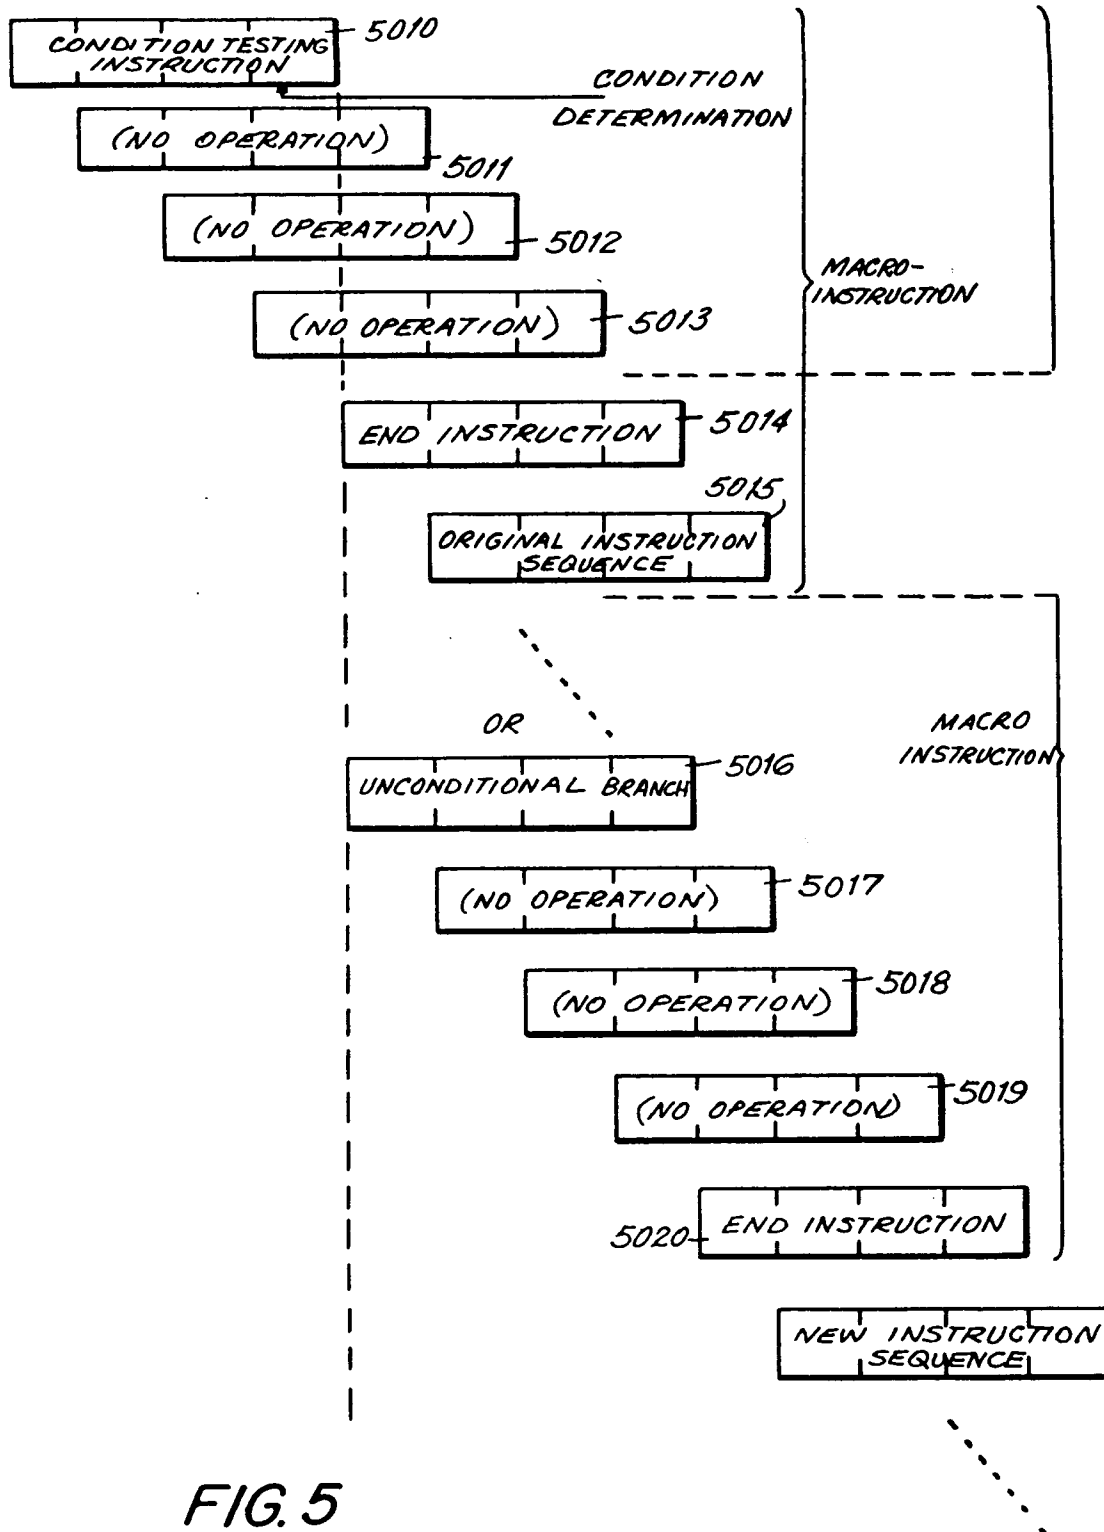 CONDITION TESTING
INSTRUCTION
5010
CONDITION
DETERMINATION
(NO OPERATION)
5011
(NO OPERATION)
5012
MACRO-
INSTRUCTION
(NO OPERATION)
5013
END INSTRUCTION
5014
5015
ORIGINAL INSTRUCTION
SEQUENCE
OR
MACRO
INSTRUCTION
UNCONDITIONAL BRANCH
5016
(NO OPERATION)
5017
(NO OPERATION)
5018
(NO OPERATION)
5019
5020
END INSTRUCTION
NEW INSTRUCTION
SEQUENCE
FIG. 5